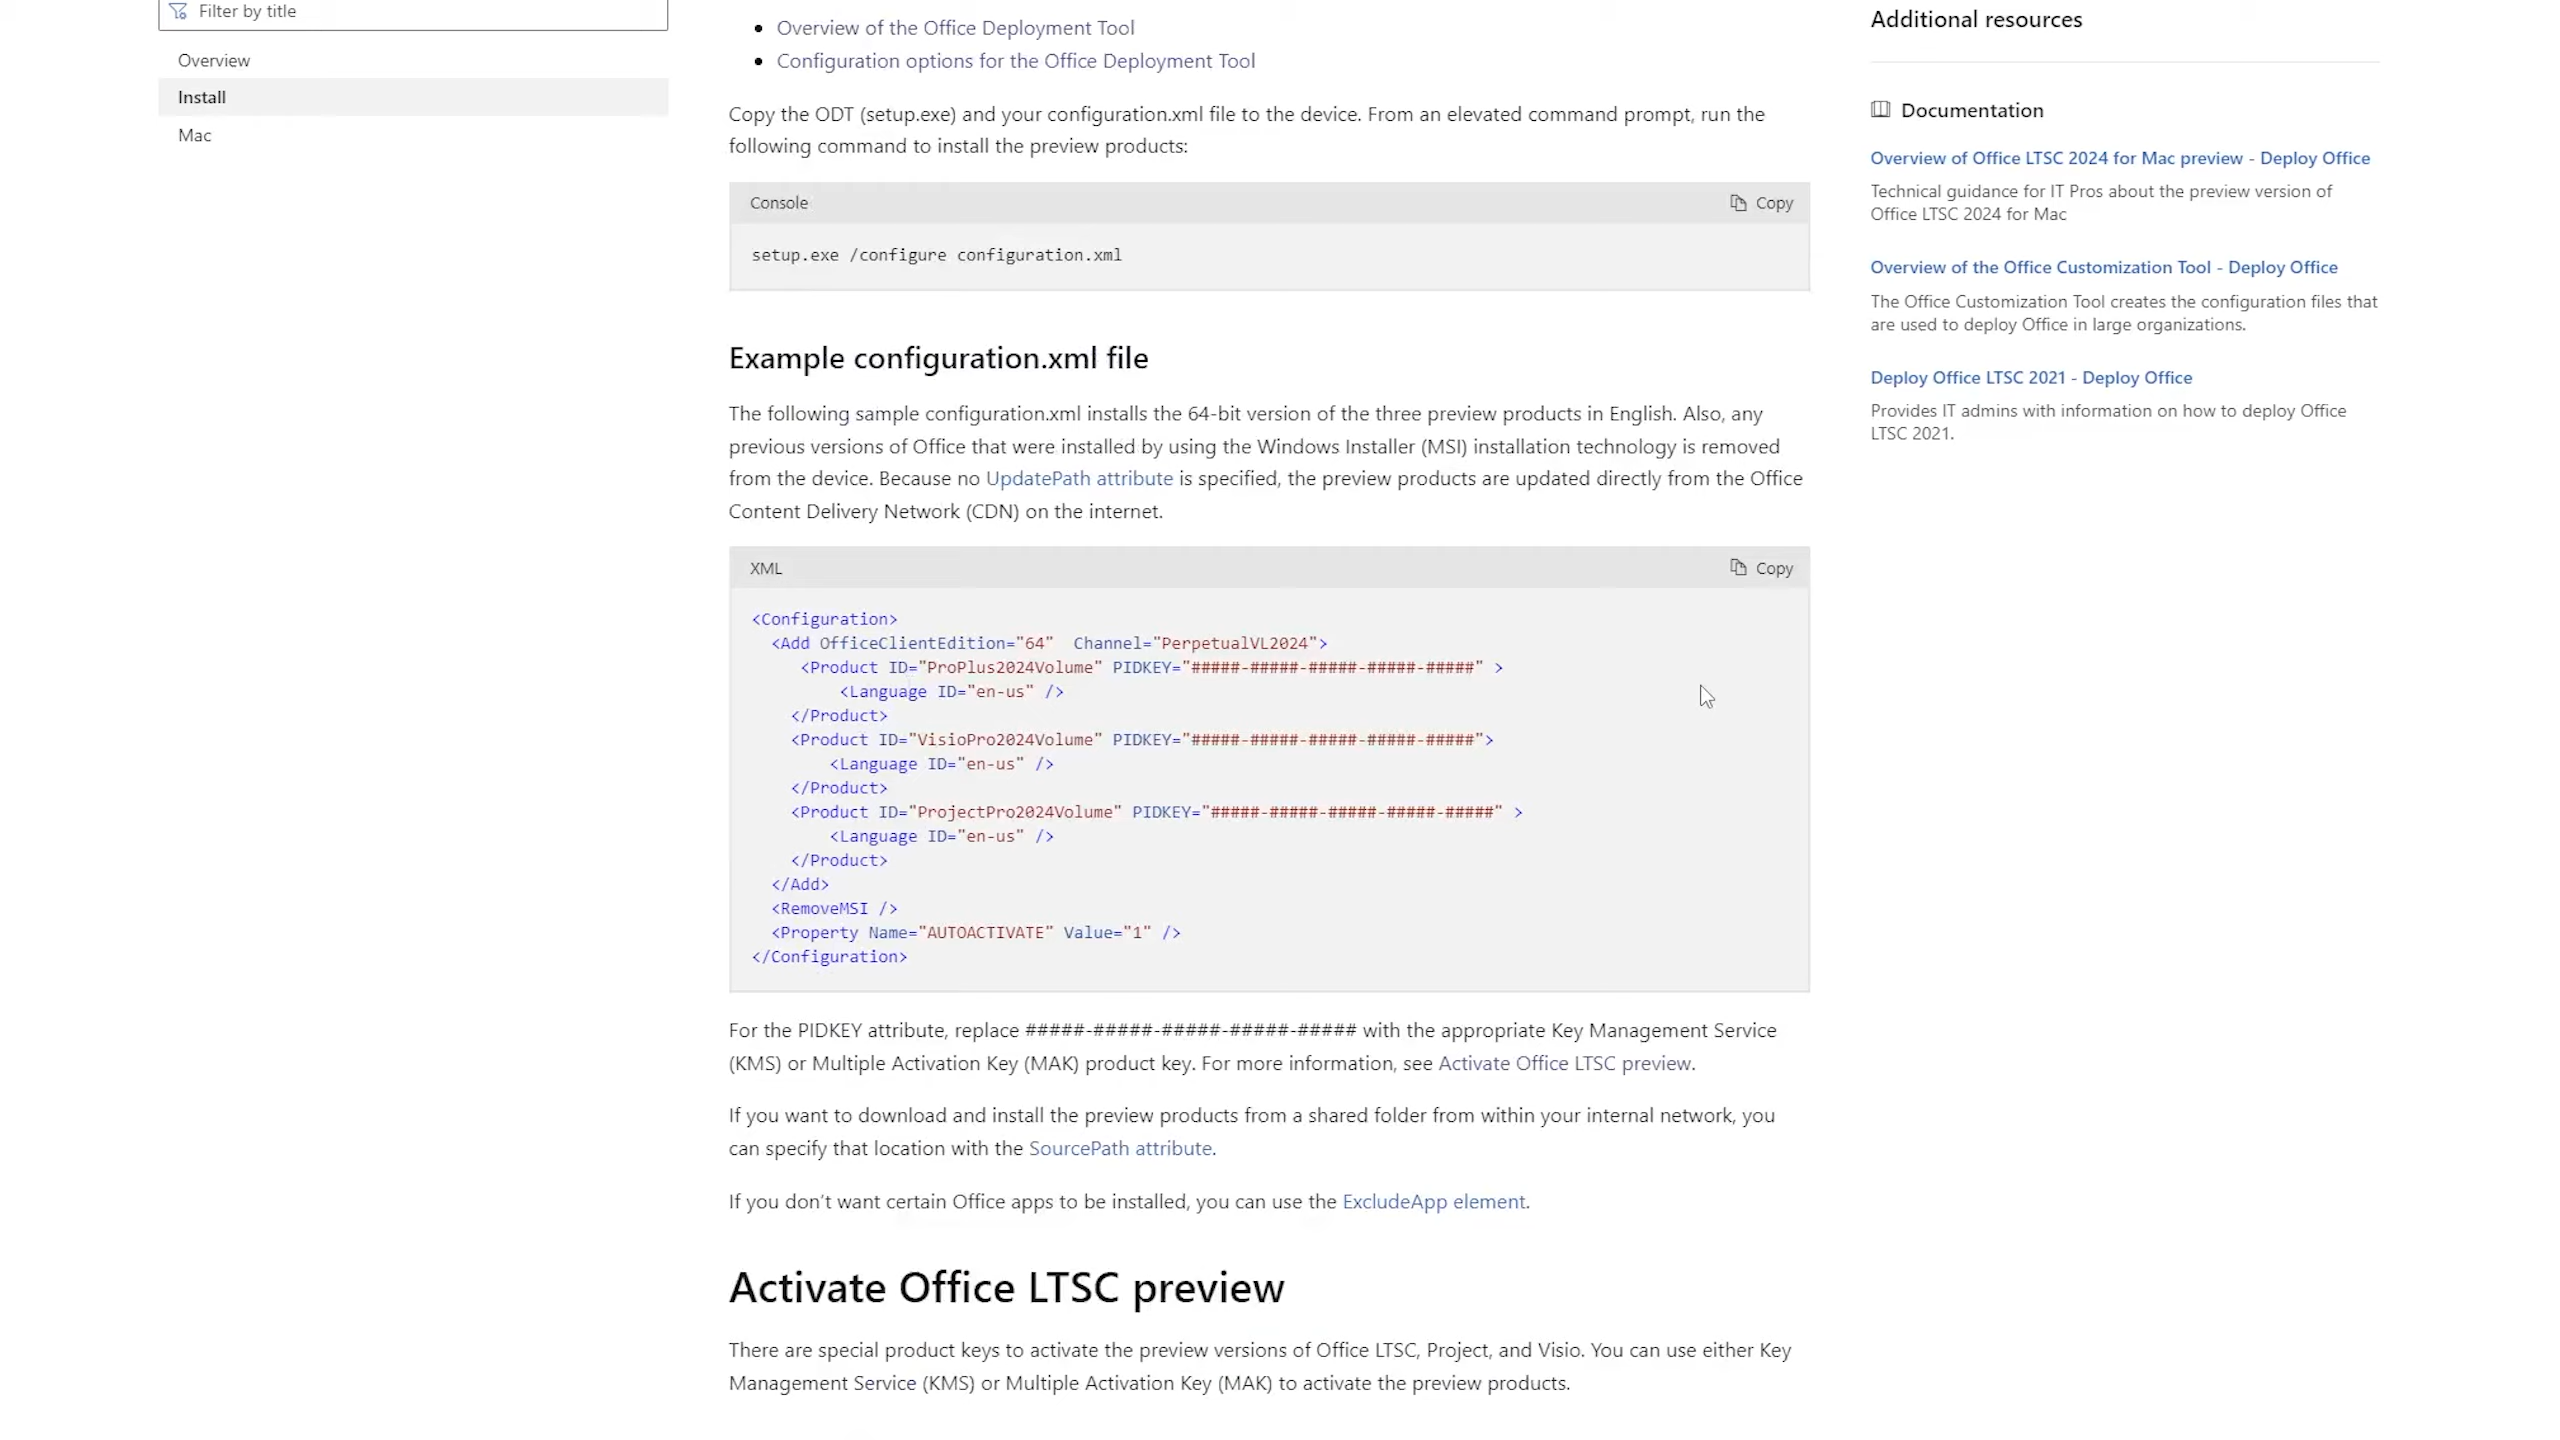 Filter by title
Overview
Install
Mac
Overview of the Office Deployment Tool
Configuration options for the Office Deployment Tool
Copy the ODT (setup.exe) and your configuration.xml file to the device. From an elevated command prompt, run the
following command to install the preview products:
Console
Copy
setup.exe /configure configuration.xml
Example configuration.xml file
The following sample configuration.xml installs the 64-bit version of the three preview products in English. Also, any
previous versions of Office that were installed by using the Windows Installer (MSI) installation technology is removed
from the device. Because no UpdatePath attribute is specified, the preview products are updated directly from the Office
Content Delivery Network (CDN) on the internet.
XML
Copy
<Configuration>
<Add OfficeClientEdition="64"  Channel="PerpetualVL2024">
<Product ID="ProPlus2024Volume" PIDKEY="#####-#####-#####-#####-#####" >
<Language ID="en-us" />
</Product>
<Product ID="VisioPro2024Volume" PIDKEY="#####-#####-#####-#####-#####">
<Language ID="en-us" />
</Product>
<Product ID="ProjectPro2024Volume" PIDKEY="#####-#####-#####-#####-#####" >
<Language ID="en-us" />
</Product>
</Add>
<RemoveMSI />
<Property Name="AUTOACTIVATE" Value="1" />
</Configuration>
For the PIDKEY attribute, replace #####-#####-#####-#####-##### with the appropriate Key Management Service
(KMS) or Multiple Activation Key (MAK) product key. For more information, see Activate Office LTSC preview.
If you want to download and install the preview products from a shared folder from within your internal network, you
can specify that location with the SourcePath attribute.
If you don't want certain Office apps to be installed, you can use the ExcludeApp element.
Activate Office LTSC preview
There are special product keys to activate the preview versions of Office LTSC, Project, and Visio. You can use either Key
Management Service (KMS) or Multiple Activation Key (MAK) to activate the preview products.
Additional resources
Documentation
Overview of Office LTSC 2024 for Mac preview - Deploy Office
Technical guidance for IT Pros about the preview version of
Office LTSC 2024 for Mac
Overview of the Office Customization Tool - Deploy Office
The Office Customization Tool creates the configuration files that
are used to deploy Office in large organizations.
Deploy Office LTSC 2021 - Deploy Office
Provides IT admins with information on how to deploy Office
LTSC 2021.